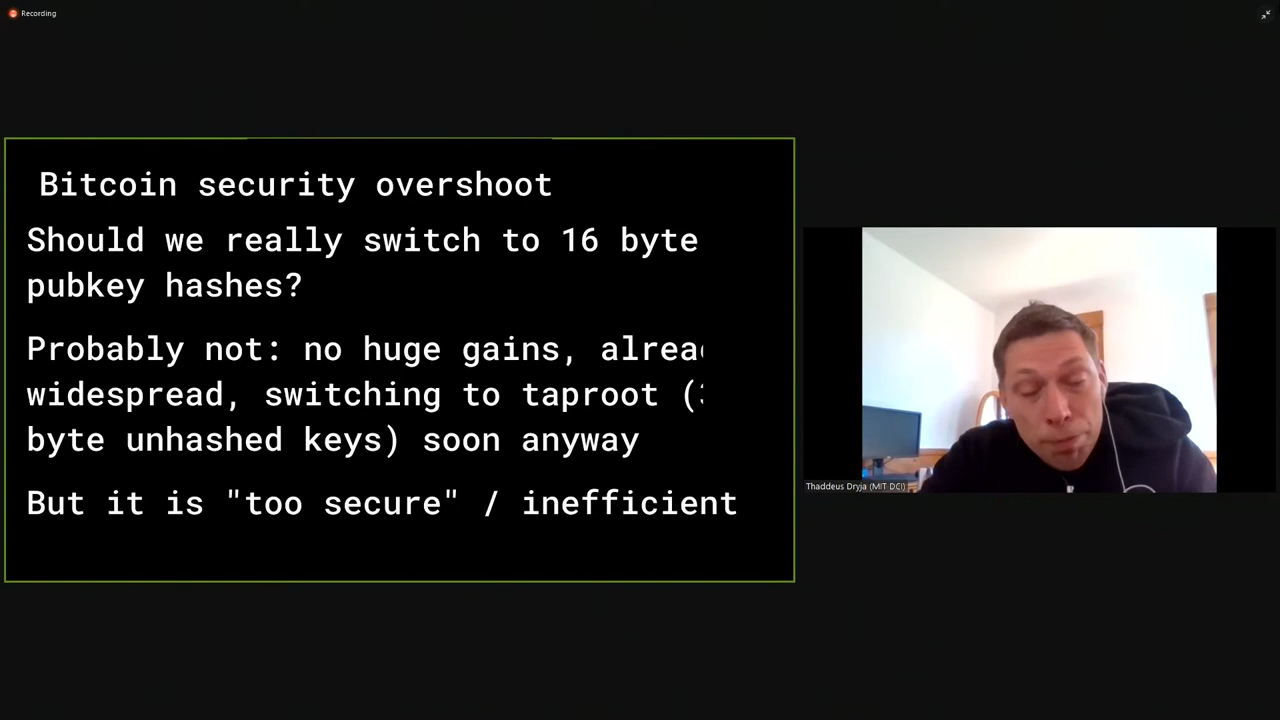 Recording
Bitcoin security overshoot
Should we really switch to 16 byte
pubkey hashes?
Probably not: no huge gains,
widespread, switching to taproot (
byte unhashed keys) soon anyway
But it is "too secure" / inefficient
Thaddeus Dryja (MIT DCI)